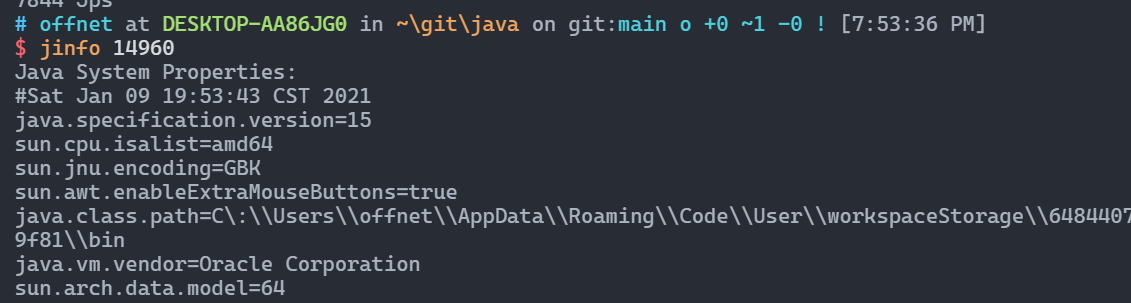 7844 Jps
# offnet at DESKTOP-AA86JG0 in ~\git\java on git:main o +0 ~1 -0 ! [7:53:36 PM]
$ jinfo 14960
Java System Properties:
#Sat Jan 09 19:53:43 CST 2021
java.specification.version=15
sun.cpu.isalist=amd64
sun.jnu.encoding=GBK
sun.awt.enableExtraMouseButtons=true
java.class.path=C\:\\Users\\offnet\\AppData\\Roaming\\Code\\User\\workspaceStorage\\6484407
9f81\\bin
java.vm.vendor=Oracle Corporation
sun.arch.data.model=64